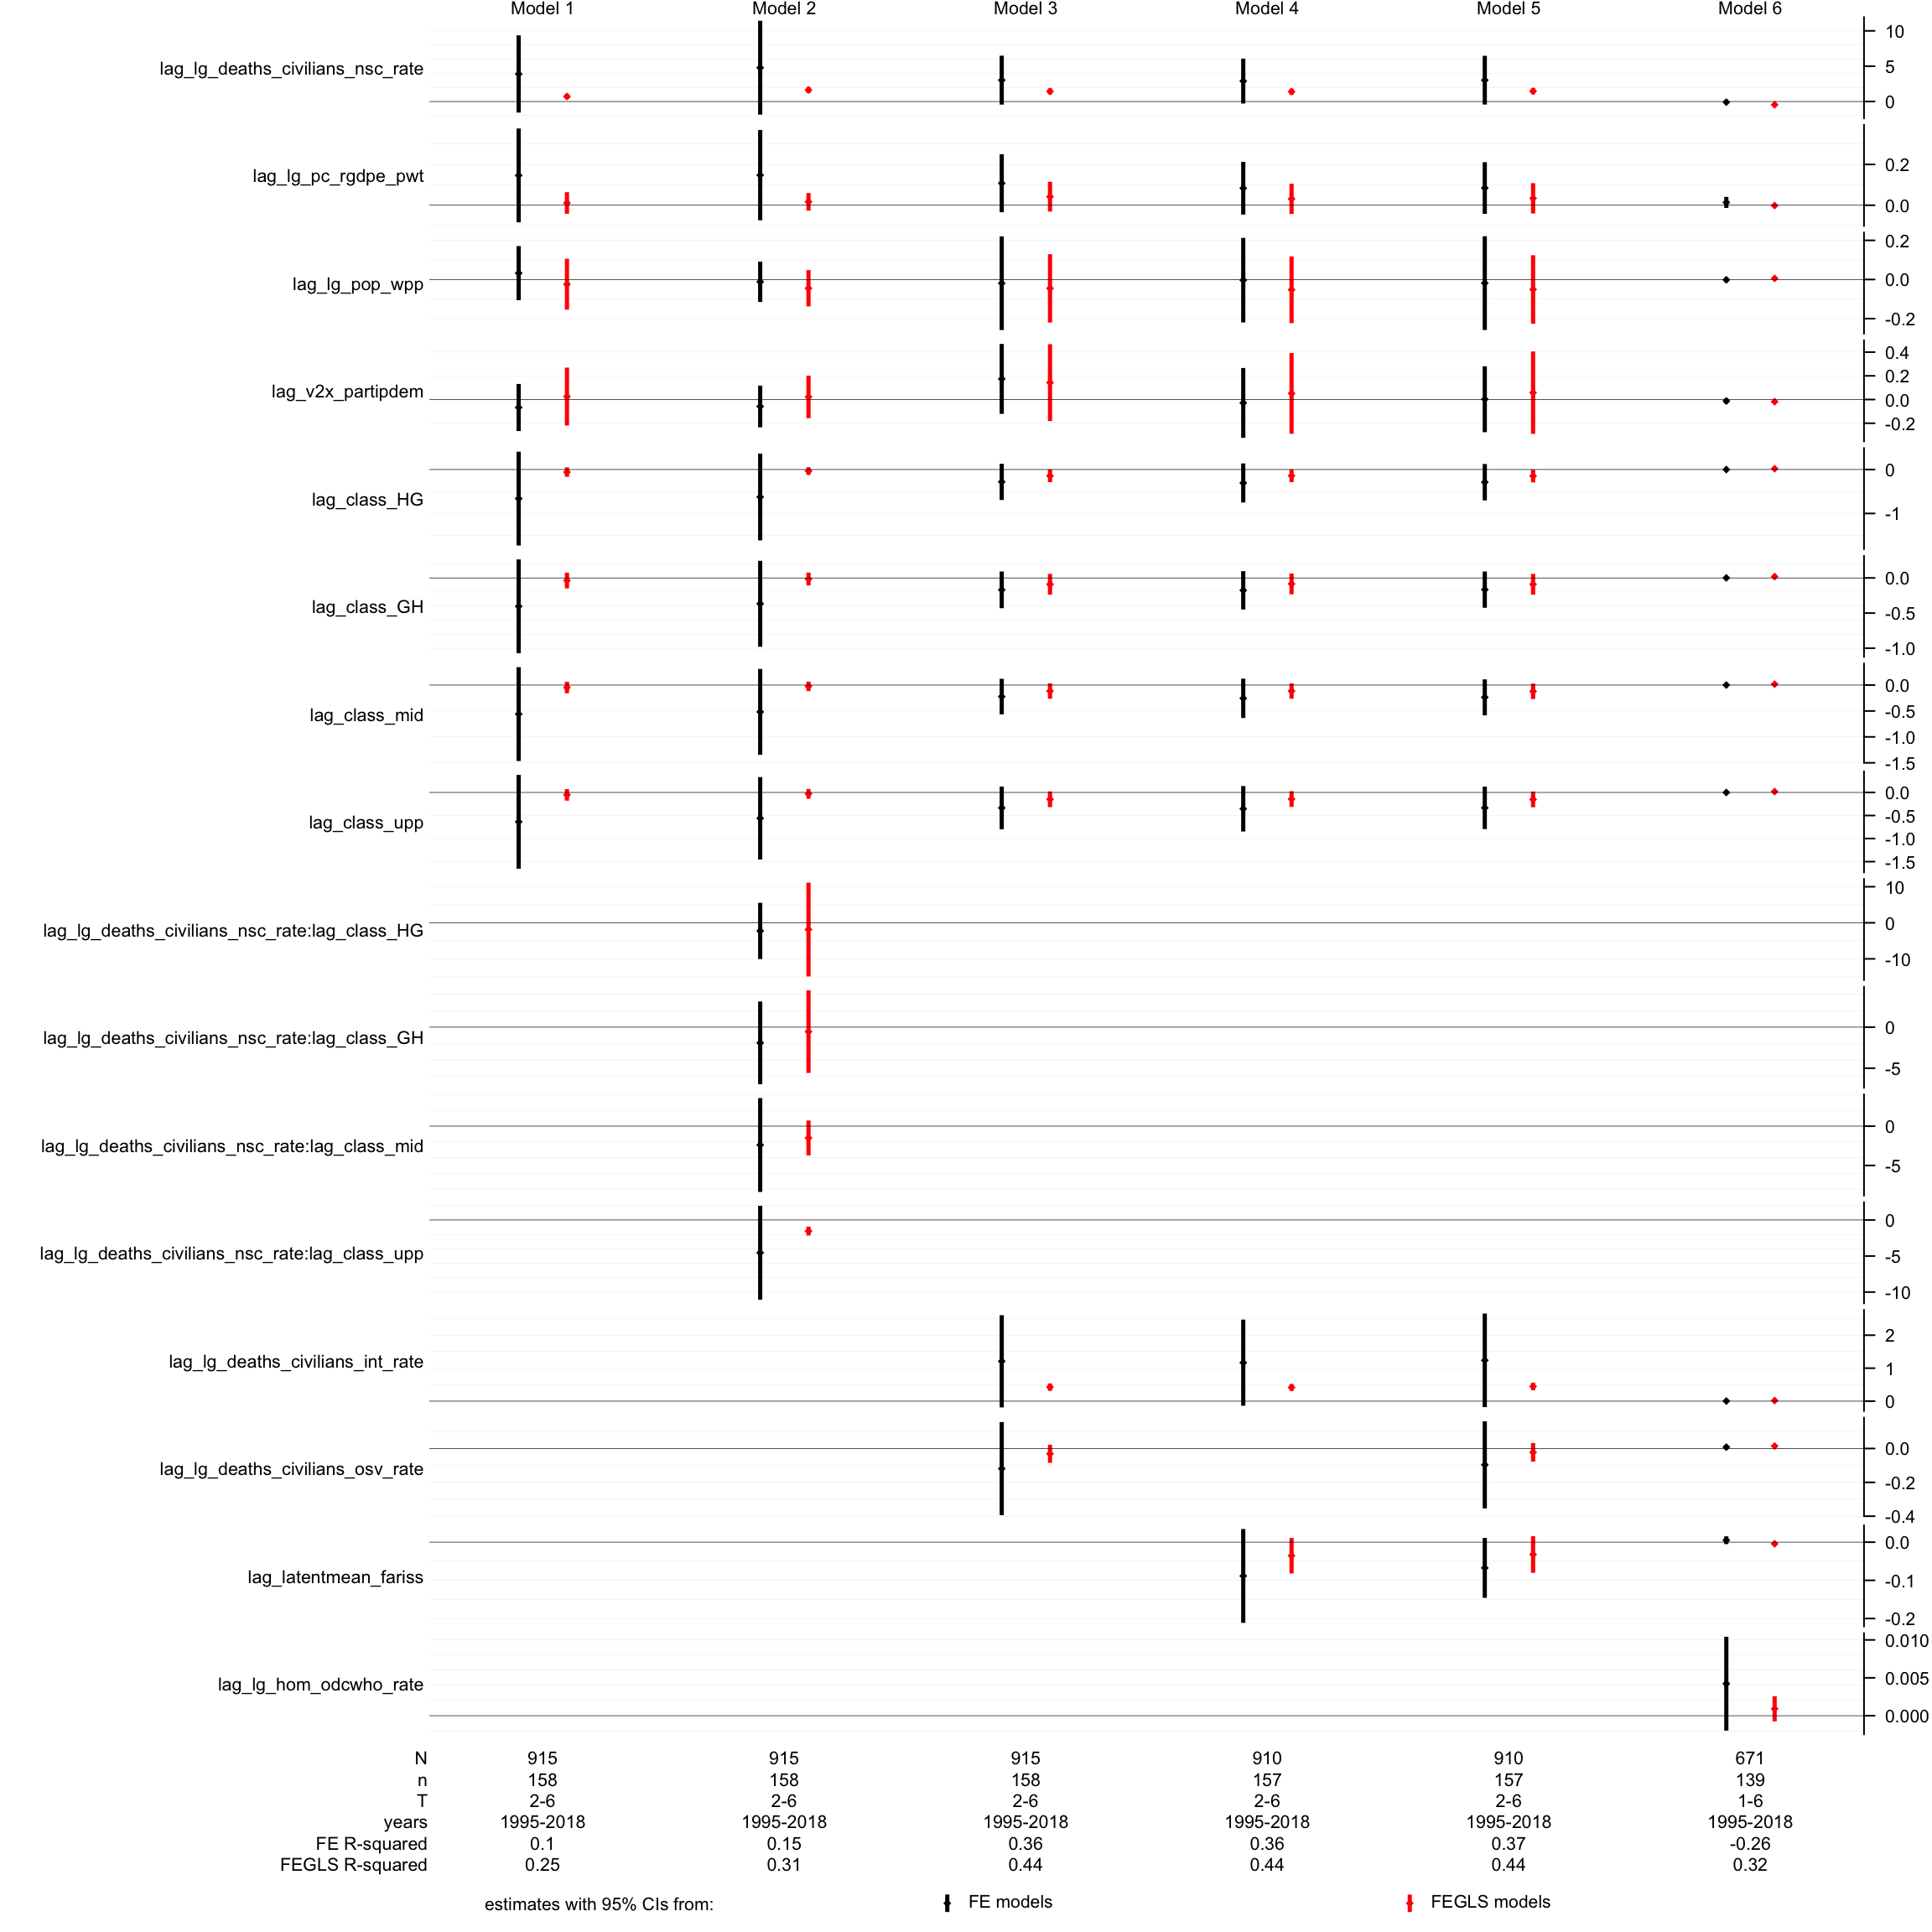 Model 1 Model 2 Model 3 Model 4 Model 5 Model 6
lag_lg_deaths_civilians_nsc_rate
10
5
0
lag_lg_pc_rgdpe_pwt
0.2
0.0
lag_lg_pop_wpp
0.2
0.0
-0.2
lag_v2x_partipdem
0.4
0.2
0.0
-0.2
lag_class_HG
0
-1
lag_class_GH
0.0
-0.5
-1.0
lag_class_mid
0.0
-0.5
-1.0
-1.5
lag_class_upp
0.0
-0.5
-1.0
-1.5
lag_lg_deaths_civilians_nsc_rate:lag_class_HG
10
0
-10
lag_lg_deaths_civilians_nsc_rate:lag_class_GH
0
-5
lag_lg_deaths_civilians_nsc_rate:lag_class_mid
0
-5
lag_lg_deaths_civilians_nsc_rate:lag_class_upp
0
-5
-10
lag_lg_deaths_civilians_int_rate
2
1
0
lag_lg_deaths_civilians_osv_rate
0.0
-0.2
-0.4
lag_latentmean_fariss
0.0
-0.1
-0.2
lag_lg_hom_odcwho_rate
0.010
0.005
0.000
N 915 915 915 910 910 671
n 158 158 158 157 157 139
T 2-6 2-6 2-6 2-6 2-6 1-6
years 1995-2018 1995-2018 1995-2018 1995-2018 1995-2018 1995-2018
FE R-squared 0.1 0.15 0.36 0.36 0.37 -0.26
FEGLS R-squared 0.25 0.31 0.44 0.44 0.44 0.32
estimates with 95% CIs from: FE models FEGLS models